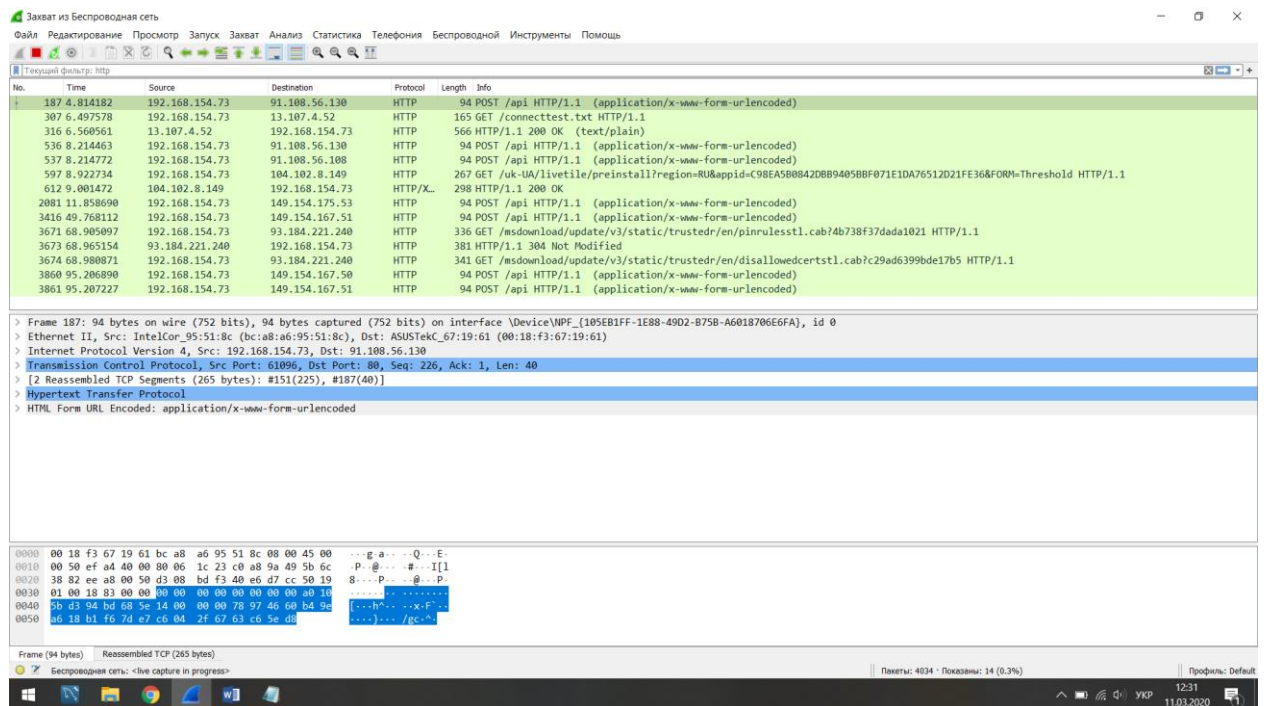 Захват из Беспроводная сеть
Файл Редактирование Просмотр Запуск Захват Анализ Статистика Телефония Беспроводной Инструменты Помощь
Текущий фильтр: http
No. Time Source Destination Protocol Length Info
187 4.814182 192.168.154.73 91.108.56.130 HTTP 94 POST /api HTTP/1.1 (application/x-www-form-urlencoded)
307 6.497578 192.168.154.73 13.107.4.52 HTTP 165 GET /connecttest.txt HTTP/1.1
316 6.560561 13.107.4.52 192.168.154.73 HTTP 566 HTTP/1.1 200 OK (text/plain)
536 8.214463 192.168.154.73 91.108.56.130 HTTP 94 POST /api HTTP/1.1 (application/x-www-form-urlencoded)
537 8.214772 192.168.154.73 91.108.56.108 HTTP 94 POST /api HTTP/1.1 (application/x-www-form-urlencoded)
597 8.922734 192.168.154.73 104.102.8.149 HTTP 267 GET /uk-UA/livetile/preinstall?region=RU&appid=C98EA5B0842DBB9405BBF071E1DA76512D21FE36&FORM=Threshold HTTP/1.1
612 9.001472 104.102.8.149 192.168.154.73 HTTP/X… 298 HTTP/1.1 200 OK
2081 11.858690 192.168.154.73 149.154.175.53 HTTP 94 POST /api HTTP/1.1 (application/x-www-form-urlencoded)
3416 49.768112 192.168.154.73 149.154.167.51 HTTP 94 POST /api HTTP/1.1 (application/x-www-form-urlencoded)
3671 68.905097 192.168.154.73 93.184.221.240 HTTP 336 GET /msdownload/update/v3/static/trustedr/en/pinrulesstl.cab?4b738f37dada1021 HTTP/1.1
3673 68.965154 93.184.221.240 192.168.154.73 HTTP 381 HTTP/1.1 304 Not Modified
3674 68.980871 192.168.154.73 93.184.221.240 HTTP 341 GET /msdownload/update/v3/static/trustedr/en/disallowedcertstl.cab?c29ad6399bde17b5 HTTP/1.1
3860 95.206890 192.168.154.73 149.154.167.50 HTTP 94 POST /api HTTP/1.1 (application/x-www-form-urlencoded)
3861 95.207227 192.168.154.73 149.154.167.51 HTTP 94 POST /api HTTP/1.1 (application/x-www-form-urlencoded)
> Frame 187: 94 bytes on wire (752 bits), 94 bytes captured (752 bits) on interface \Device\NPF_{105EB1FF-1E88-49D2-B75B-A6018706E6FA}, id 0
> Ethernet II, Src: IntelCor_95:51:8c (bc:a8:a6:95:51:8c), Dst: ASUSTekC_67:19:61 (00:18:f3:67:19:61)
> Internet Protocol Version 4, Src: 192.168.154.73, Dst: 91.108.56.130
> Transmission Control Protocol, Src Port: 61096, Dst Port: 80, Seq: 226, Ack: 1, Len: 40
> [2 Reassembled TCP Segments (265 bytes): #151(225), #187(40)]
> Hypertext Transfer Protocol
> HTML Form URL Encoded: application/x-www-form-urlencoded
0000 00 18 f3 67 19 61 bc a8 a6 95 51 8c 08 00 45 00 ···g·a·· ··Q···E·
0010 00 50 ef a4 40 00 80 06 1c 23 c0 a8 9a 49 5b 6c ·P··@··· ·#···I[l
0020 38 82 ee a8 00 50 d3 08 bd f3 40 e6 d7 cc 50 19 8····P·· ··@···P·
0030 01 00 18 83 00 00 00 00 00 00 00 00 00 00 a0 10 ········ ········
0040 5b d3 94 bd 68 5e 14 00 00 00 78 97 46 60 b4 9e [···h^·· ··x·F`··
0050 a6 18 b1 f6 7d e7 c6 04 2f 67 63 c6 5e d8 ····}··· /gc·^·
Frame (94 bytes) Reassembled TCP (265 bytes)
Беспроводная сеть: <live capture in progress> Пакеты: 4034 · Показаны: 14 (0.3%) Профиль: Default
УКР 12:31
11.03.2020